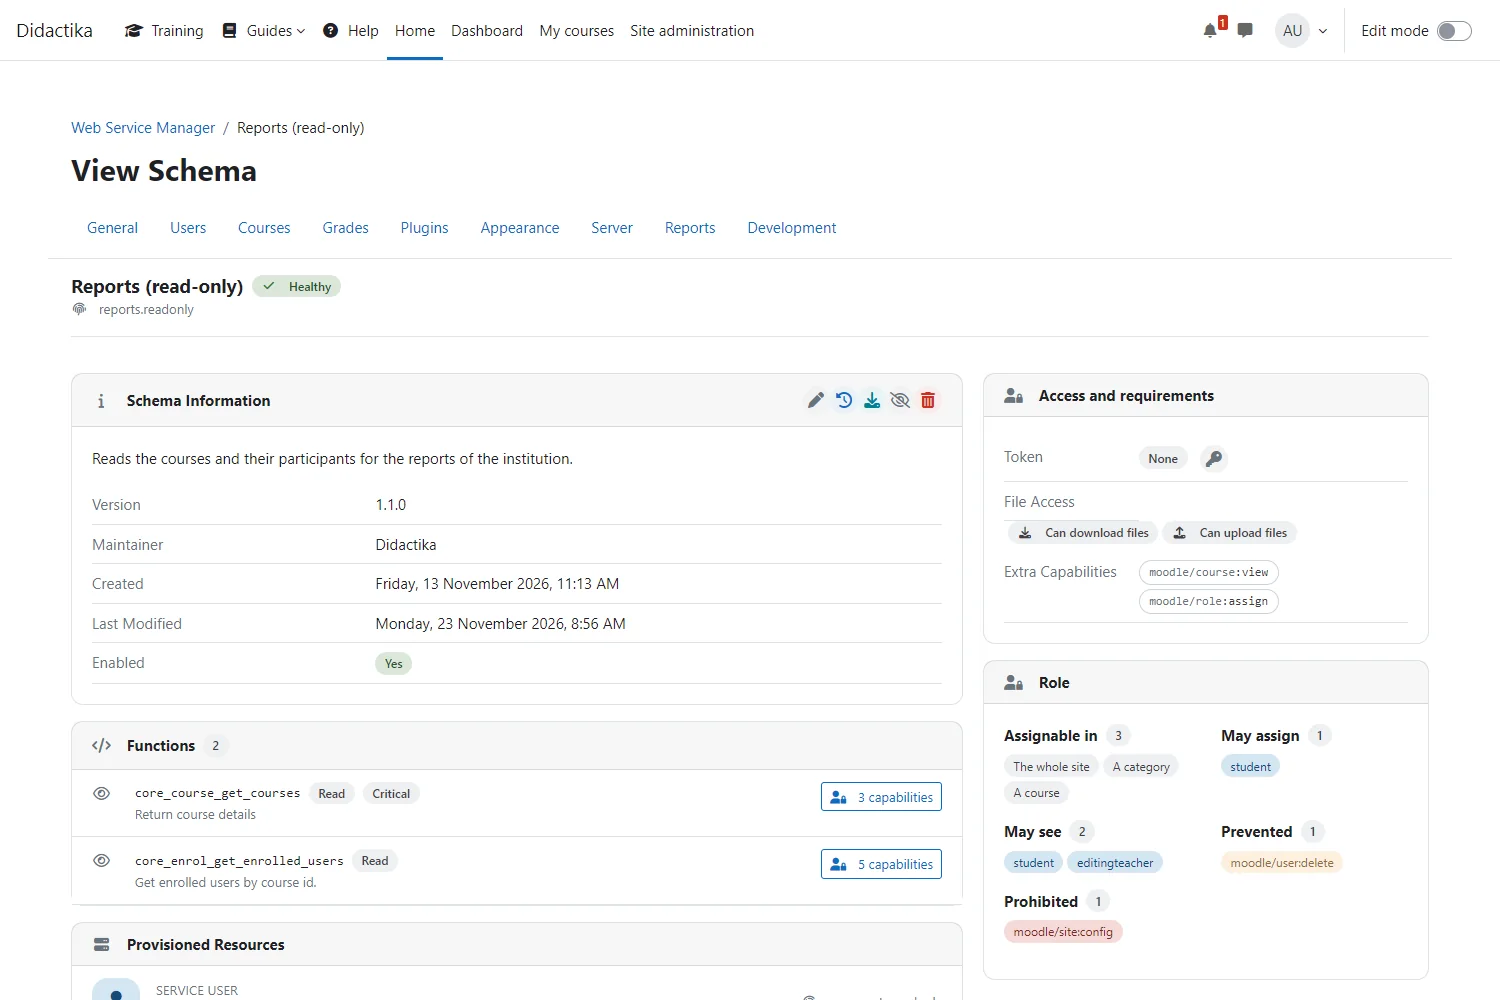 Didactika
Training
Guides
Help
Home
Dashboard
My courses
Site administration
1
AU
Edit mode
Web Service Manager / Reports (read-only)
View Schema
General
Users
Courses
Grades
Plugins
Appearance
Server
Reports
Development
Reports (read-only)
Healthy
reports.readonly
Schema Information
Reads the courses and their participants for the reports of the institution.
Version 1.1.0
Maintainer Didactika
Created Friday, 13 November 2026, 11:13 AM
Last Modified Monday, 23 November 2026, 8:56 AM
Enabled Yes
Functions 2
core_course_get_courses Read Critical
Return course details
3 capabilities
core_enrol_get_enrolled_users Read
Get enrolled users by course id.
5 capabilities
Provisioned Resources
SERVICE USER
Access and requirements
Token None
File Access
Can download files Can upload files
Extra Capabilities moodle/course:view
moodle/role:assign
Role
Assignable in 3
The whole site A category
A course
May assign 1
student
May see 2
student editingteacher
Prevented 1
moodle/user:delete
Prohibited 1
moodle/site:config